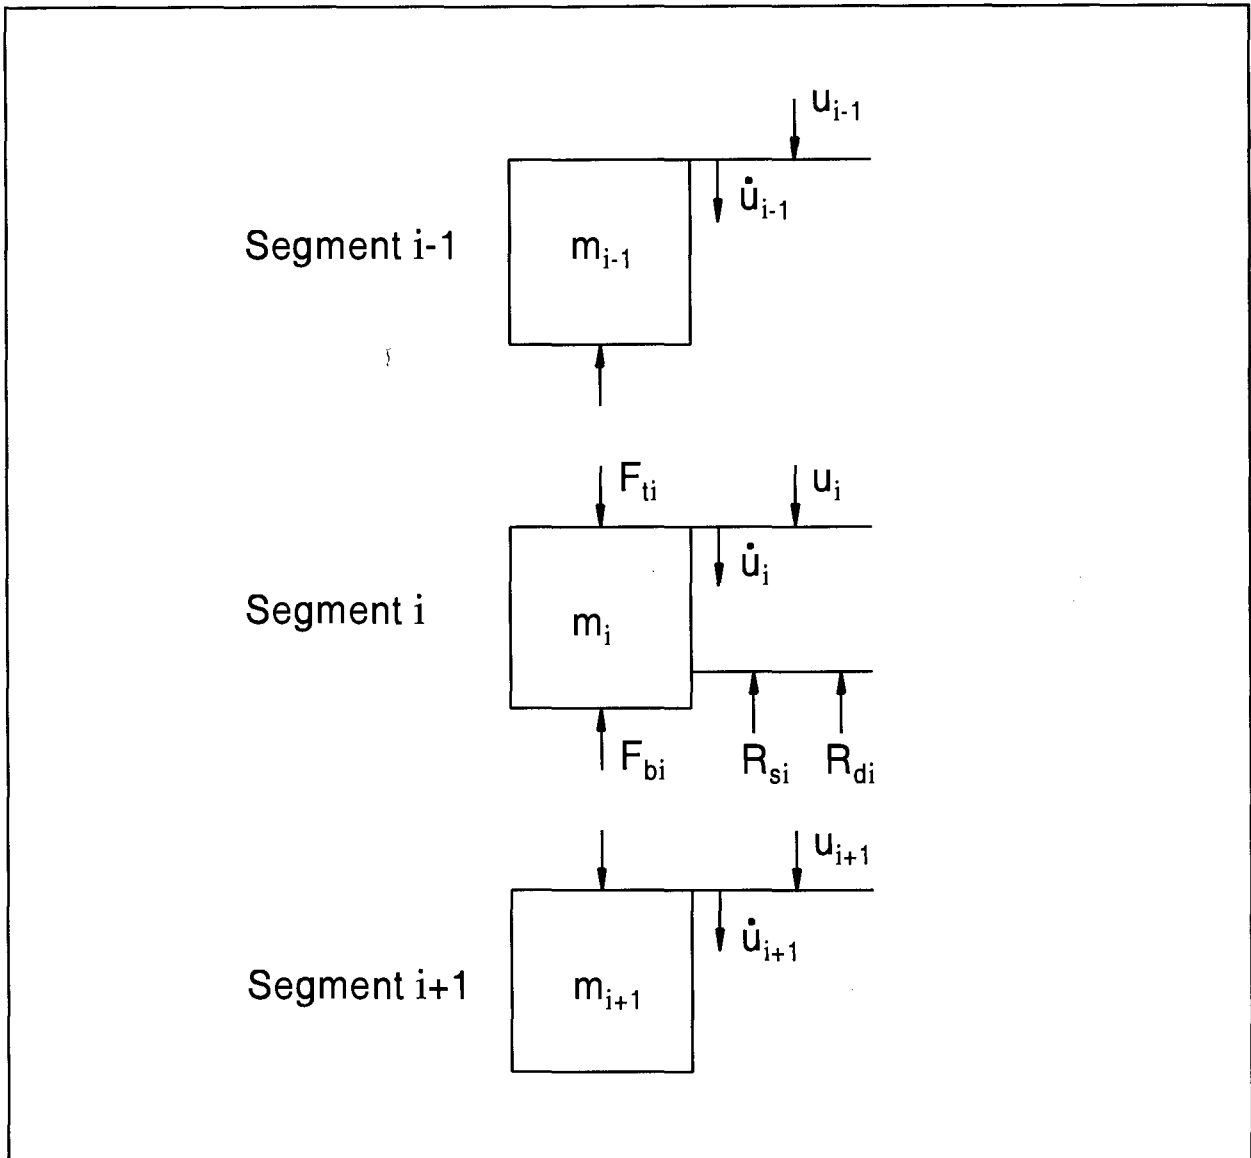 u_{i-1}
u̇_{i-1}
Segment i-1
m_{i-1}
F_{ti}
u_i
u̇_i
Segment i
m_i
F_{bi}
R_{si}
R_{di}
u_{i+1}
u̇_{i+1}
Segment i+1
m_{i+1}